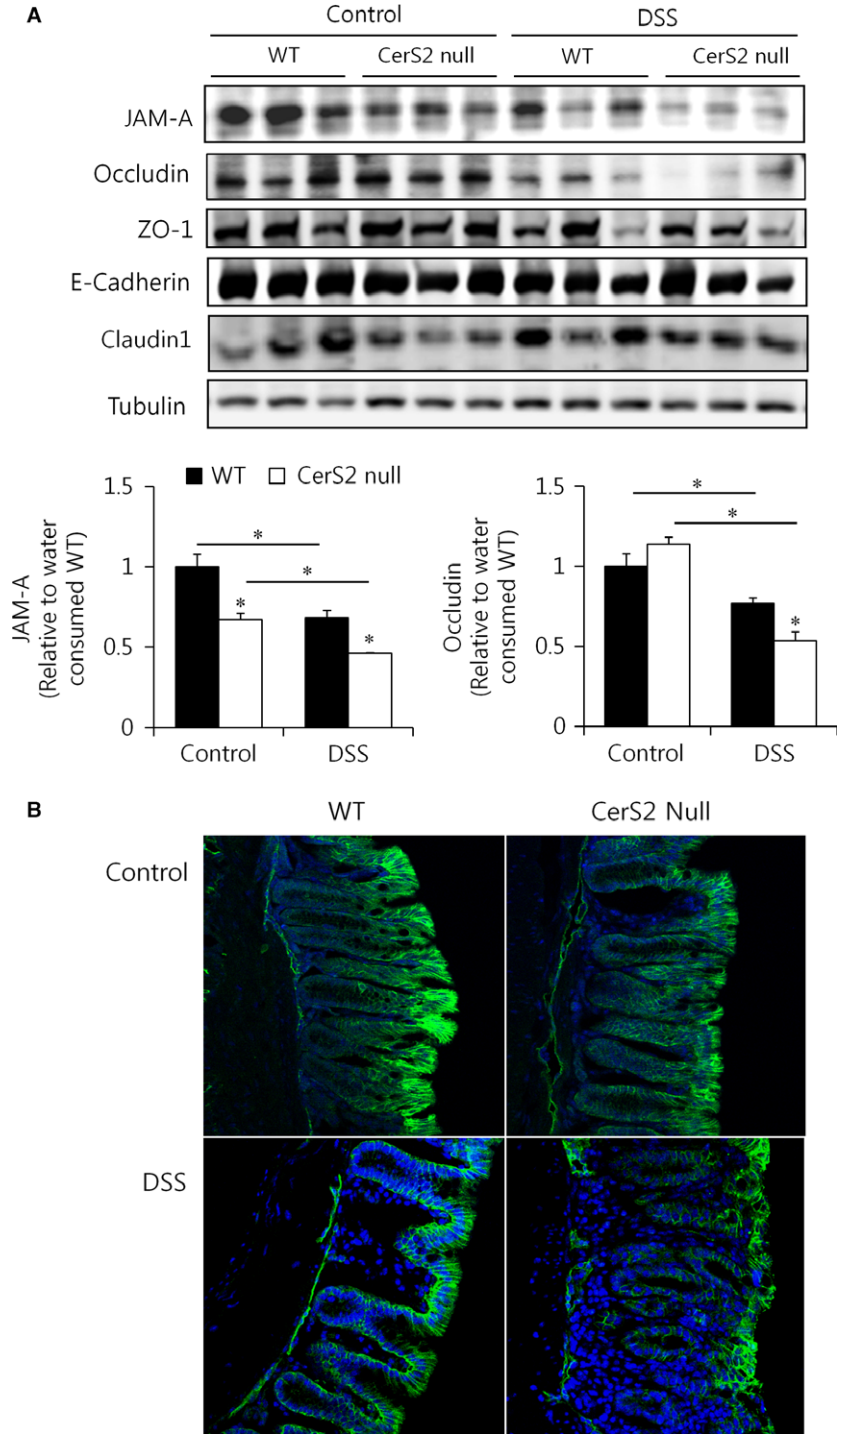 A
Control DSS
WT CerS2 null WT CerS2 null
JAM-A
Occludin
ZO-1
E-Cadherin
Claudin1
Tubulin
WT CerS2 null
JAM-A
(Relative to water
consumed WT)
1.5
1
0.5
0
* * * *
Control DSS
Occludin
(Relative to water
consumed WT)
1.5
1
0.5
0
* * *
Control DSS
B
WT CerS2 Null
Control
DSS